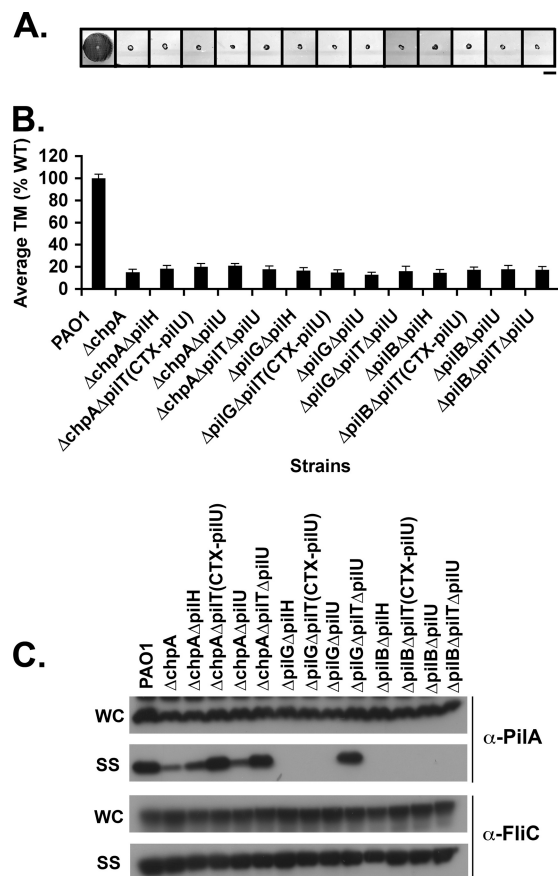 A.
B.
Average TM (% WT)
120
100
80
60
40
20
0
PAO1
ΔchpA
ΔchpAΔpilH
ΔchpAΔpilT(CTX-pilU)
ΔchpAΔpilU
ΔchpAΔpilTΔpilU
ΔpilGΔpilH
ΔpilGΔpilT(CTX-pilU)
ΔpilGΔpilU
ΔpilGΔpilTΔpilU
ΔpilBΔpilH
ΔpilBΔpilT(CTX-pilU)
ΔpilBΔpilU
ΔpilBΔpilTΔpilU
Strains
C.
PAO1
ΔchpA
ΔchpAΔpilH
ΔchpAΔpilT(CTX-pilU)
ΔchpAΔpilU
ΔchpAΔpilTΔpilU
ΔpilGΔpilH
ΔpilGΔpilT(CTX-pilU)
ΔpilGΔpilU
ΔpilGΔpilTΔpilU
ΔpilBΔpilH
ΔpilBΔpilT(CTX-pilU)
ΔpilBΔpilU
ΔpilBΔpilTΔpilU
WC
SS
α-PilA
WC
SS
α-FliC